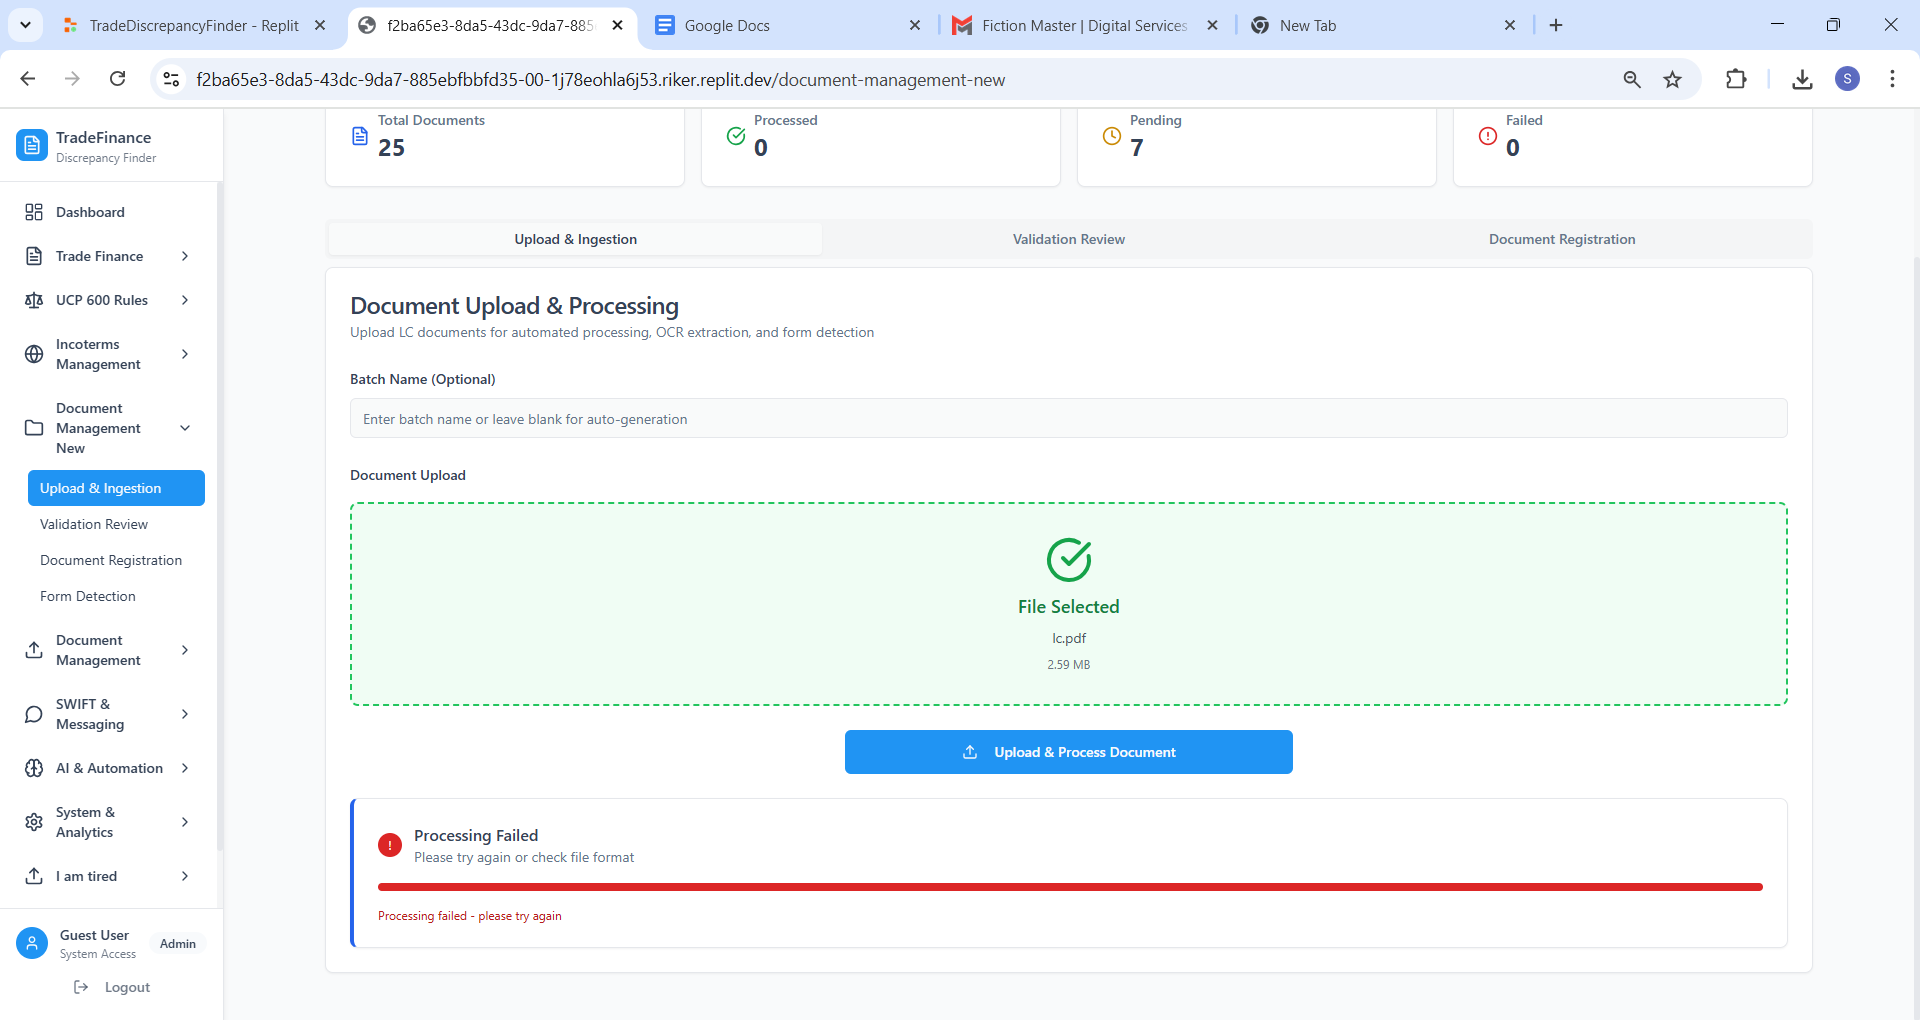 TradeDiscrepancyFinder - Replit
f2ba65e3-8da5-43dc-9da7-885
Google Docs
Fiction Master | Digital Services
New Tab
f2ba65e3-8da5-43dc-9da7-885ebfbbfd35-00-1j78eohla6j53.riker.replit.dev/document-management-new
S
TradeFinance
Discrepancy Finder
Dashboard
Trade Finance
UCP 600 Rules
Incoterms
Management
Document
Management
New
Upload & Ingestion
Validation Review
Document Registration
Form Detection
Document
Management
SWIFT &
Messaging
AI & Automation
System &
Analytics
I am tired
Guest User
System Access
Admin
Logout
Total Documents
25
Processed
0
Pending
7
Failed
0
Upload & Ingestion
Validation Review
Document Registration
Document Upload & Processing
Upload LC documents for automated processing, OCR extraction, and form detection
Batch Name (Optional)
Enter batch name or leave blank for auto-generation
Document Upload
File Selected
lc.pdf
2.59 MB
Upload & Process Document
Processing Failed
Please try again or check file format
Processing failed - please try again